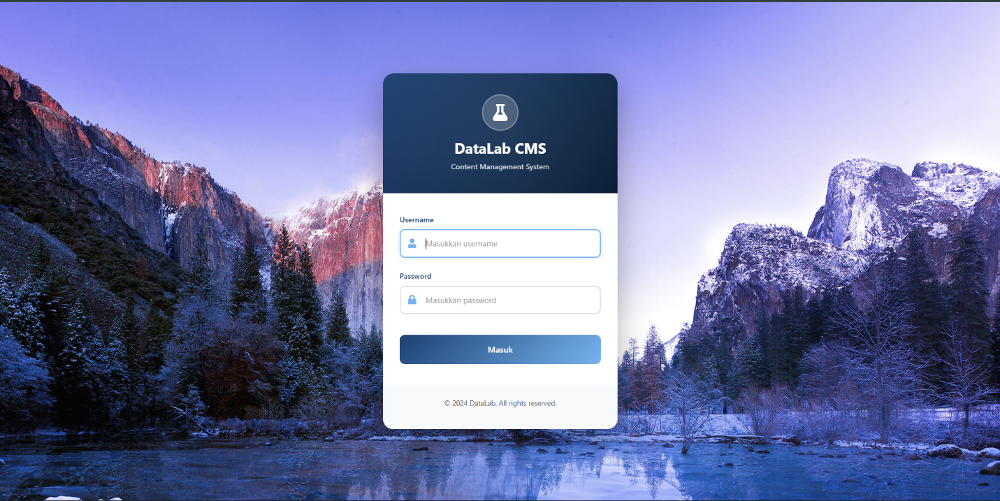 DataLab CMS
Content Management System
Username
Masukkan username
Password
Masukkan password
Masuk
© 2024 DataLab. All rights reserved.